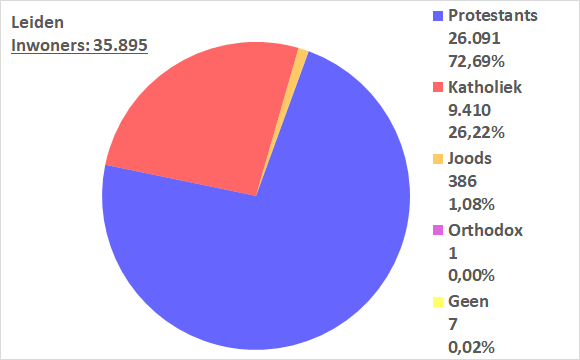 Leiden
Inwoners: 35.895
Protestants
26.091
72,69%
Katholiek
9.410
26,22%
Joods
386
1,08%
Orthodox
1
0,00%
Geen
7
0,02%